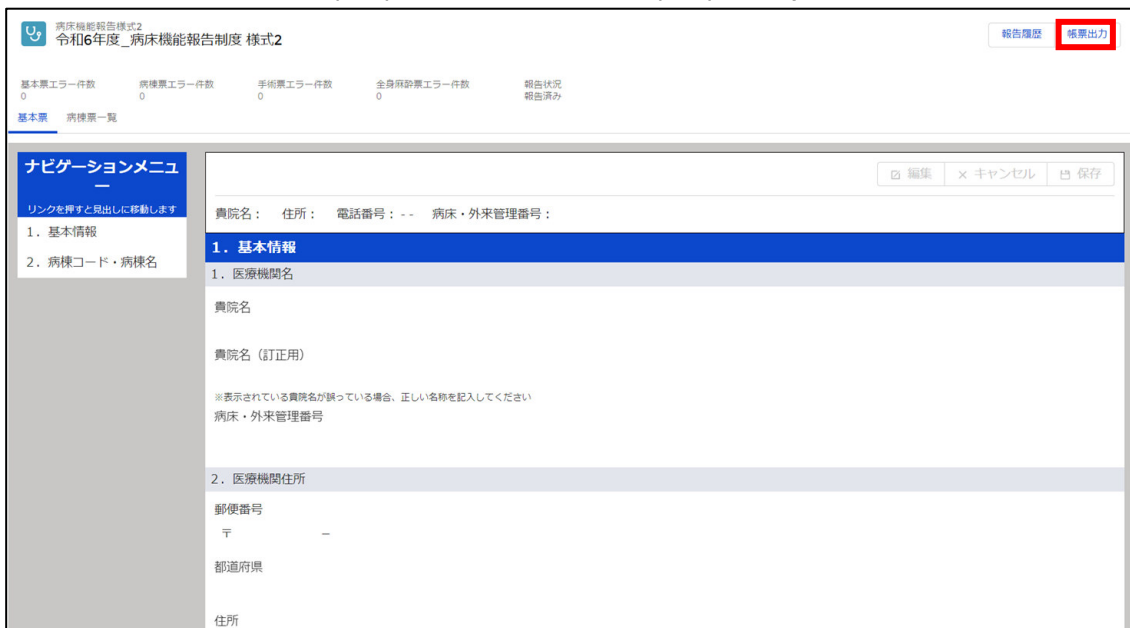 病床機能報告様式2
令和6年度_病床機能報告制度 様式2
報告履歴 帳票出力
基本票エラー件数 病棟票エラー件数 手術票エラー件数 全身麻酔票エラー件数 報告状況
0 0 0 0 報告済み
基本票 病棟票一覧
ナビゲーションメニュ
ー
リンクを押すと見出しに移動します
1. 基本情報
2. 病棟コード・病棟名
編集 × キャンセル 保存
貴院名： 住所： 電話番号：- - 病床・外来管理番号：
1. 基本情報
1. 医療機関名
貴院名
貴院名（訂正用）
※表示されている貴院名が誤っている場合、正しい名称を記入してください
病床・外来管理番号
2. 医療機関住所
郵便番号
〒 －
都道府県
住所